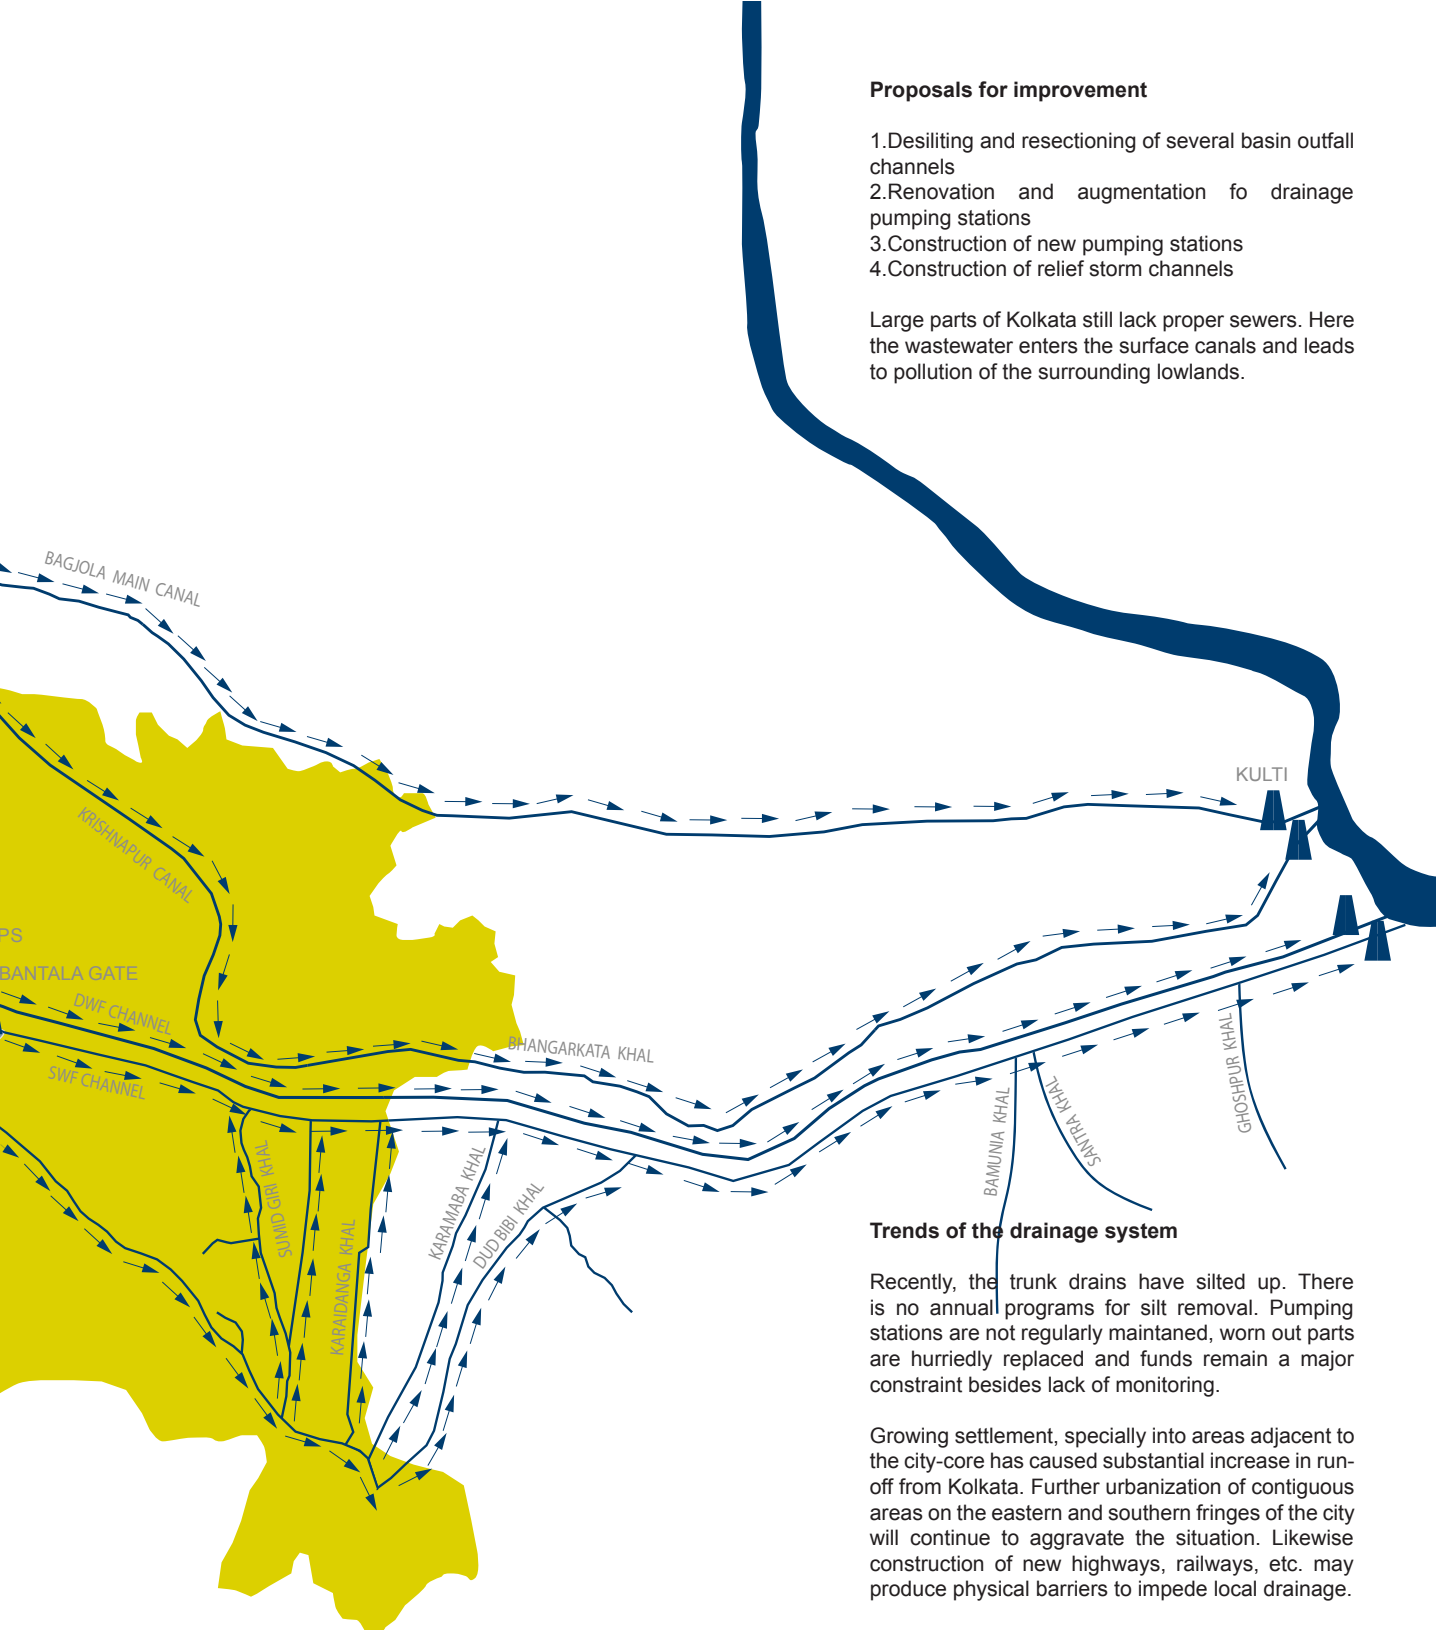 Proposals for improvement
1.Desiliting and resectioning of several basin outfall
channels
2.Renovation and augmentation fo drainage
pumping stations
3.Construction of new pumping stations
4.Construction of relief storm channels
Large parts of Kolkata still lack proper sewers. Here
the wastewater enters the surface canals and leads
to pollution of the surrounding lowlands.
BAGJOLA MAIN CANAL
KULTI
KRISHNAPUR CANAL
PS
BANTALA GATE
DWF CHANNEL
SWF CHANNEL
BHANGARKATA KHAL
SUMID GIRI KHAL
KARAIDANGA KHAL
KARAMABA KHAL
DUD BIBI KHAL
BAMUNIA KHAL
SANTRA KHAL
GHOSHPUR KHAL
Trends of the drainage system
Recently, the trunk drains have silted up. There
is no annual programs for silt removal. Pumping
stations are not regularly maintaned, worn out parts
are hurriedly replaced and funds remain a major
constraint besides lack of monitoring.
Growing settlement, specially into areas adjacent to
the city-core has caused substantial increase in run-
off from Kolkata. Further urbanization of contiguous
areas on the eastern and southern fringes of the city
will continue to aggravate the situation. Likewise
construction of new highways, railways, etc. may
produce physical barriers to impede local drainage.